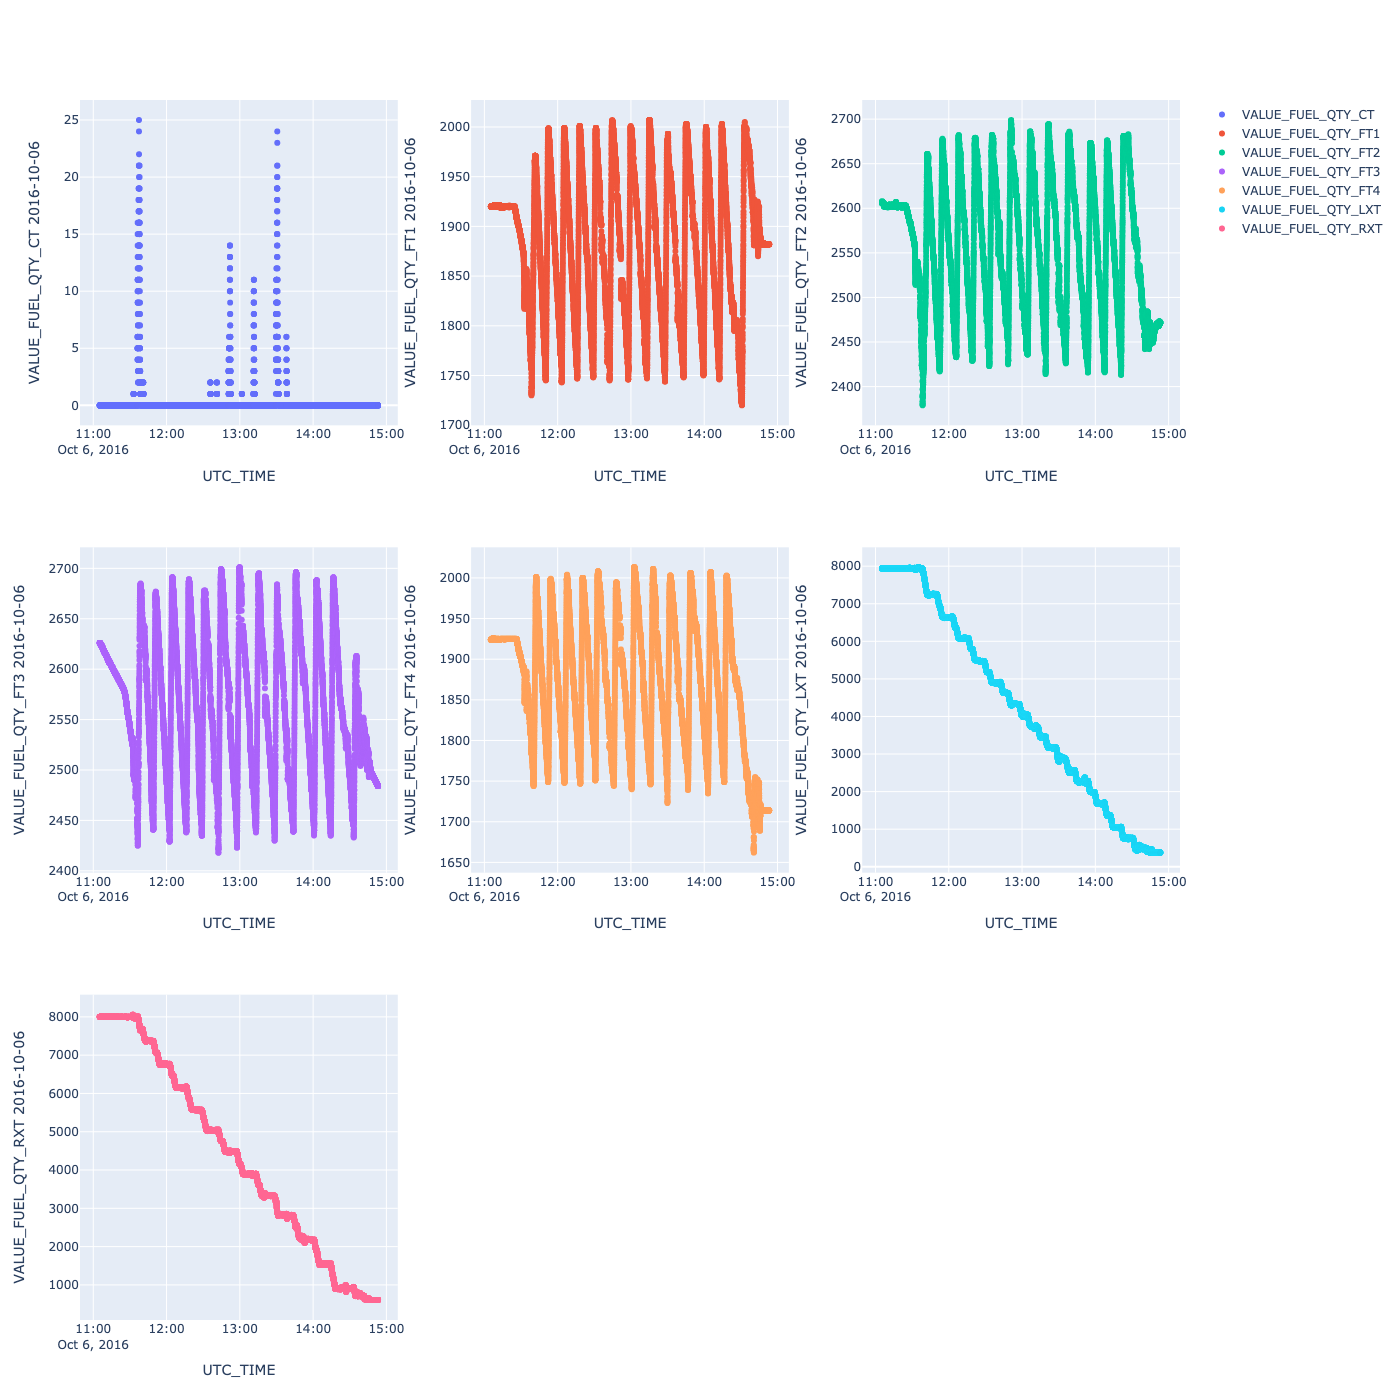 VALUE_FUEL_QTY_CT 2016-10-06
25
20
15
10
5
0
11:00 12:00 13:00 14:00 15:00
Oct 6, 2016
UTC_TIME
VALUE_FUEL_QTY_FT1 2016-10-06
2000
1950
1900
1850
1800
1750
1700
11:00 12:00 13:00 14:00 15:00
Oct 6, 2016
UTC_TIME
VALUE_FUEL_QTY_FT2 2016-10-06
2700
2650
2600
2550
2500
2450
2400
11:00 12:00 13:00 14:00 15:00
Oct 6, 2016
UTC_TIME
VALUE_FUEL_QTY_CT
VALUE_FUEL_QTY_FT1
VALUE_FUEL_QTY_FT2
VALUE_FUEL_QTY_FT3
VALUE_FUEL_QTY_FT4
VALUE_FUEL_QTY_LXT
VALUE_FUEL_QTY_RXT
VALUE_FUEL_QTY_FT3 2016-10-06
2700
2650
2600
2550
2500
2450
2400
11:00 12:00 13:00 14:00 15:00
Oct 6, 2016
UTC_TIME
VALUE_FUEL_QTY_FT4 2016-10-06
2000
1950
1900
1850
1800
1750
1700
1650
11:00 12:00 13:00 14:00 15:00
Oct 6, 2016
UTC_TIME
VALUE_FUEL_QTY_LXT 2016-10-06
8000
7000
6000
5000
4000
3000
2000
1000
0
11:00 12:00 13:00 14:00 15:00
Oct 6, 2016
UTC_TIME
VALUE_FUEL_QTY_RXT 2016-10-06
8000
7000
6000
5000
4000
3000
2000
1000
11:00 12:00 13:00 14:00 15:00
Oct 6, 2016
UTC_TIME